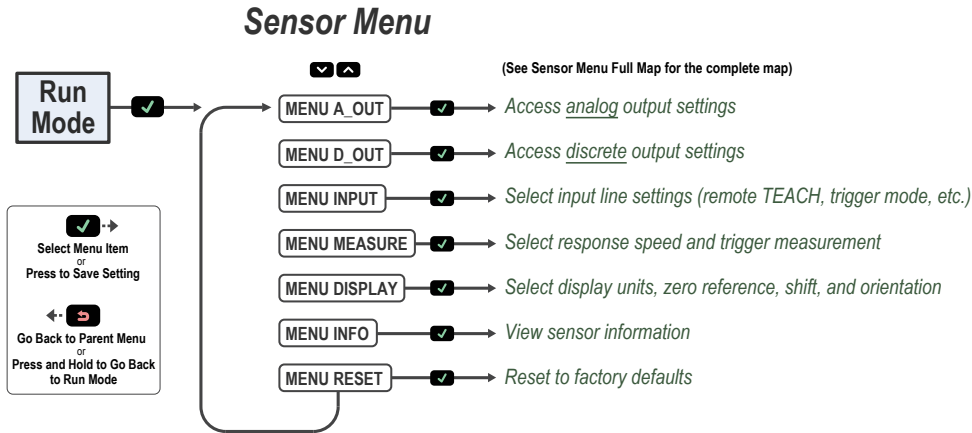 Sensor Menu
(See Sensor Menu Full Map for the complete map)
Run
Mode
MENU A_OUT
Access analog output settings
MENU D_OUT
Access discrete output settings
MENU INPUT
Select input line settings (remote TEACH, trigger mode, etc.)
MENU MEASURE
Select response speed and trigger measurement
MENU DISPLAY
Select display units, zero reference, shift, and orientation
MENU INFO
View sensor information
MENU RESET
Reset to factory defaults
Select Menu Item
or
Press to Save Setting
Go Back to Parent Menu
or
Press and Hold to Go Back
to Run Mode